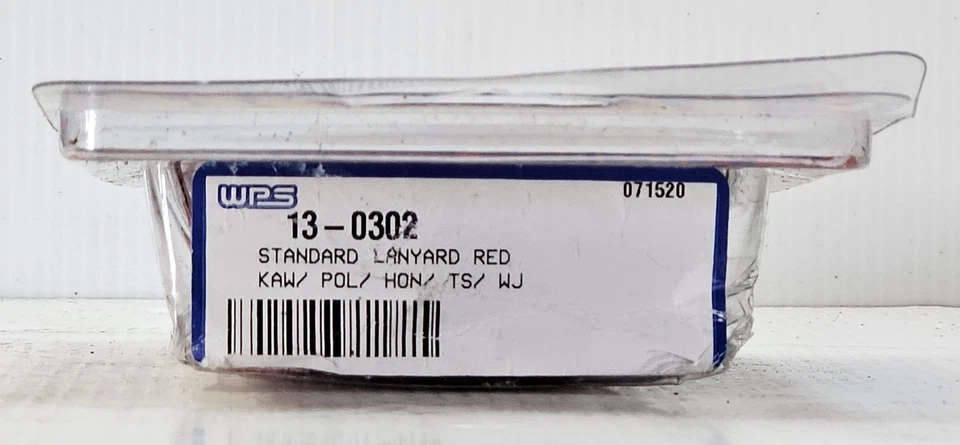 WPS 071520
13-0302
STANDARD LANYARD RED
KAW/ POL/ HON/ TS/ WJ